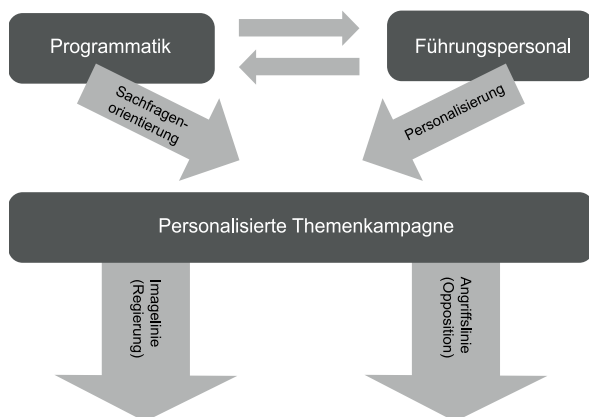 Programmatik
Führungspersonal
Sachfragen-
orientierung
Personalisierung
Personalisierte Themenkampagne
Imagelinie
(Regierung)
Angriffslinie
(Opposition)